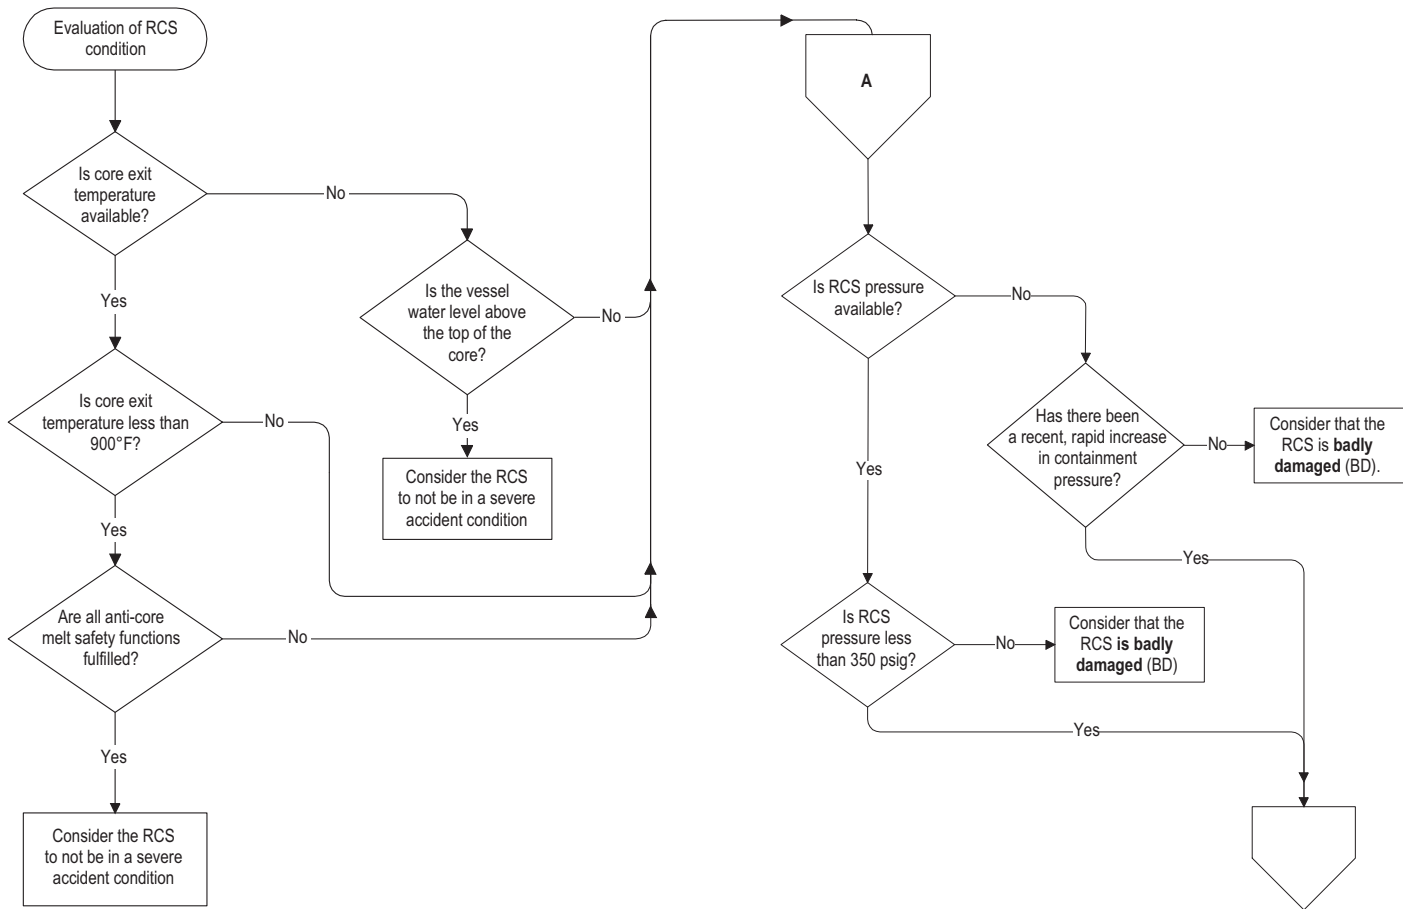 Evaluation of RCS
condition
Is core exit
temperature
available?
No
Yes
Is the vessel
water level above
the top of the
core?
No
Yes
Consider the RCS
to not be in a severe
accident condition
Is core exit
temperature less than
900°F?
No
Yes
Are all anti-core
melt safety functions
fulfilled?
No
Yes
Consider the RCS
to not be in a severe
accident condition
A
Is RCS pressure
available?
No
Yes
Has there been
a recent, rapid increase
in containment
pressure?
No
Consider that the
RCS is badly
damaged (BD).
Yes
Is RCS
pressure less
than 350 psig?
No
Consider that the
RCS is badly
damaged (BD)
Yes